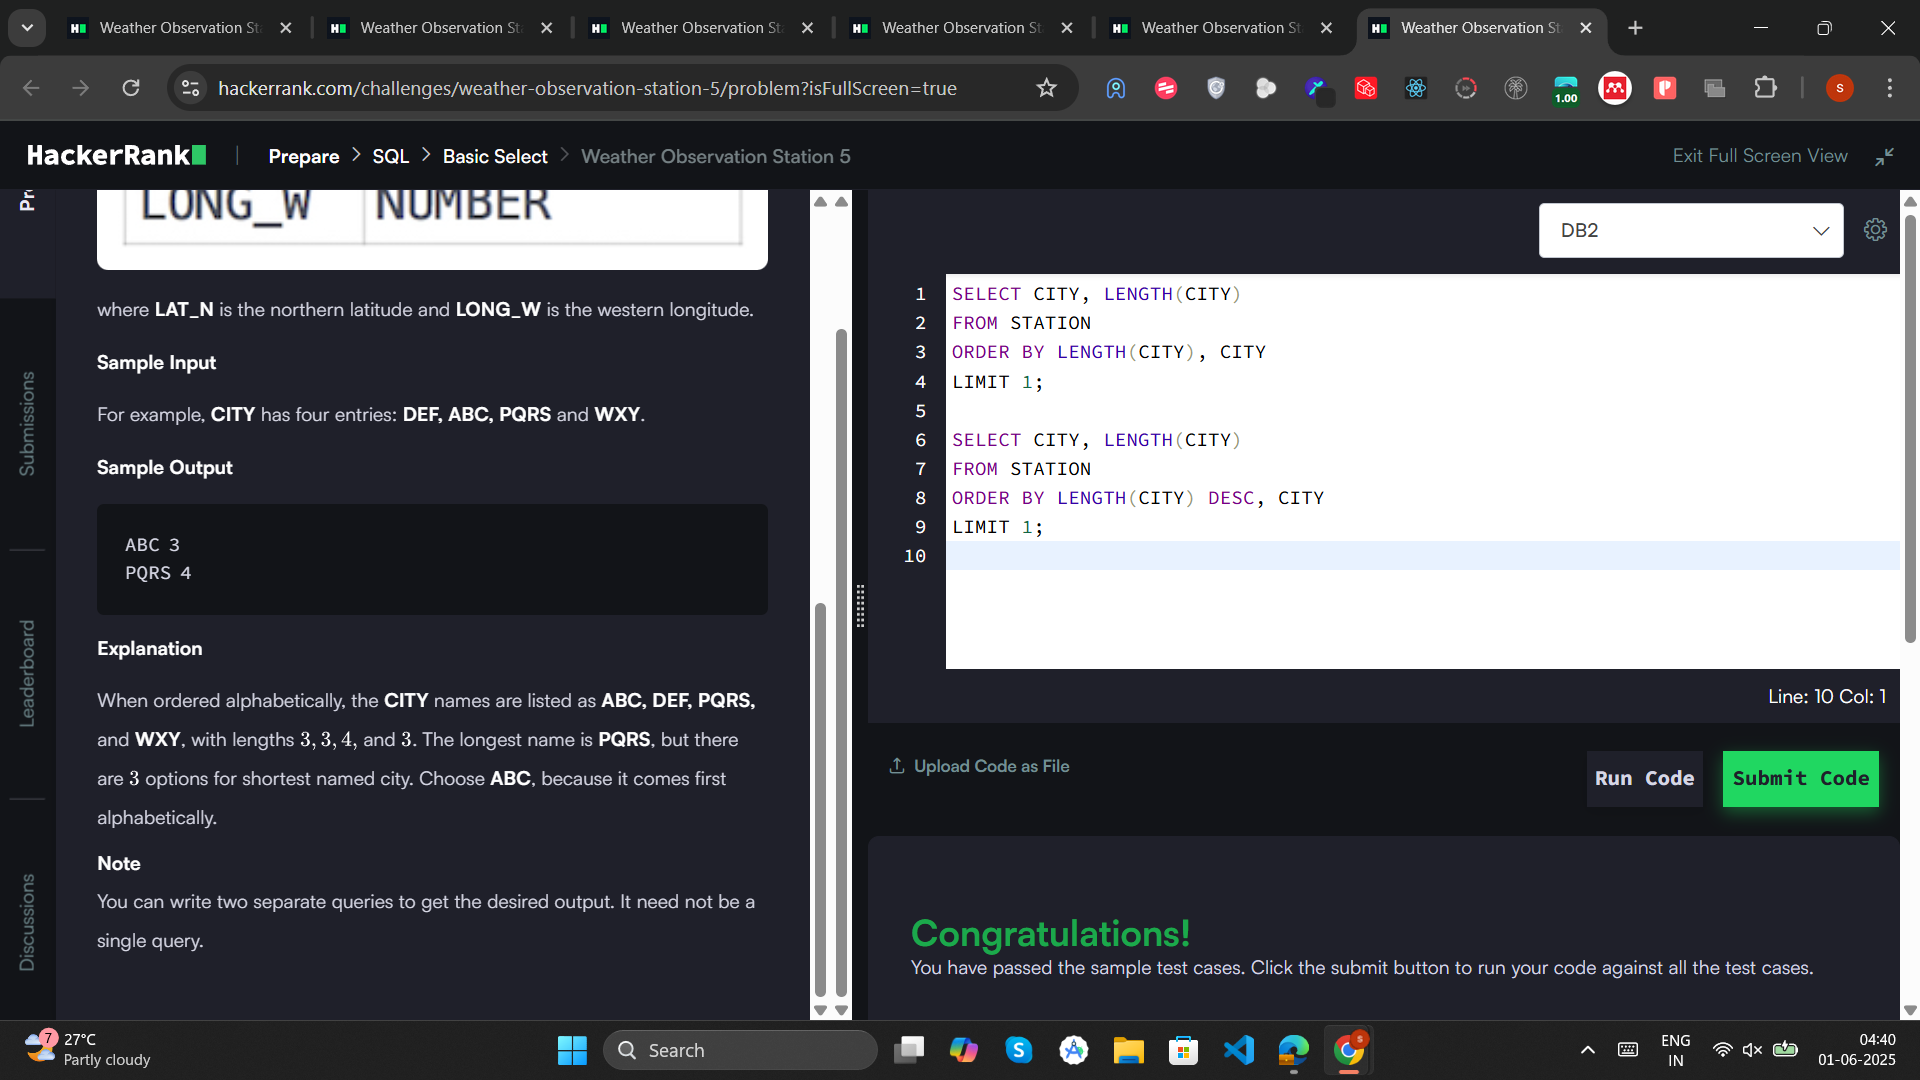 Weather Observation St
Weather Observation St
Weather Observation St
Weather Observation St
Weather Observation St
Weather Observation St
hackerrank.com/challenges/weather-observation-station-5/problem?isFullScreen=true
1.00
S
HackerRank
Prepare > SQL > Basic Select > Weather Observation Station 5
Exit Full Screen View
LONG_W NUMBER
where LAT_N is the northern latitude and LONG_W is the western longitude.
Sample Input
For example, CITY has four entries: DEF, ABC, PQRS and WXY.
Sample Output
ABC 3
PQRS 4
Explanation
When ordered alphabetically, the CITY names are listed as ABC, DEF, PQRS,
and WXY, with lengths 3, 3, 4, and 3. The longest name is PQRS, but there
are 3 options for shortest named city. Choose ABC, because it comes first
alphabetically.
Note
You can write two separate queries to get the desired output. It need not be a
single query.
Submissions
Leaderboard
Discussions
DB2
1 SELECT CITY, LENGTH(CITY)
2 FROM STATION
3 ORDER BY LENGTH(CITY), CITY
4 LIMIT 1;
5
6 SELECT CITY, LENGTH(CITY)
7 FROM STATION
8 ORDER BY LENGTH(CITY) DESC, CITY
9 LIMIT 1;
10
Line: 10 Col: 1
Upload Code as File
Run Code
Submit Code
Congratulations!
You have passed the sample test cases. Click the submit button to run your code against all the test cases.
7
27°C
Partly cloudy
Search
ENG
IN
04:40
01-06-2025